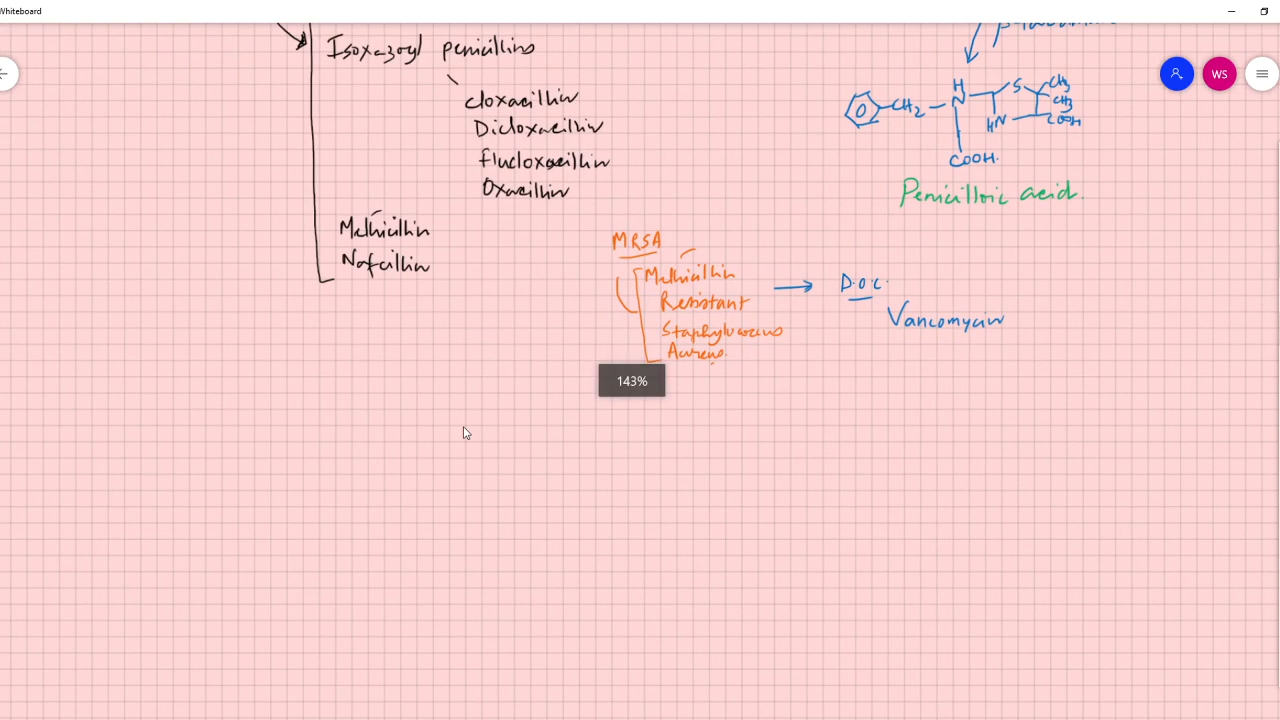 Whiteboard
WS
Isoxazoyl penicillins
cloxacillin
Dicloxacillin
flucloxacillin
Oxacillin
Methicillin
Nafcillin
H
CH2 N S CH3
CH3
HN COOH
COOH.
Penicilloic acid.
MRSA
Methicillin
Resistant
Staphylucoccus
Aureus.
D.O.C.
Vancomycin
143%